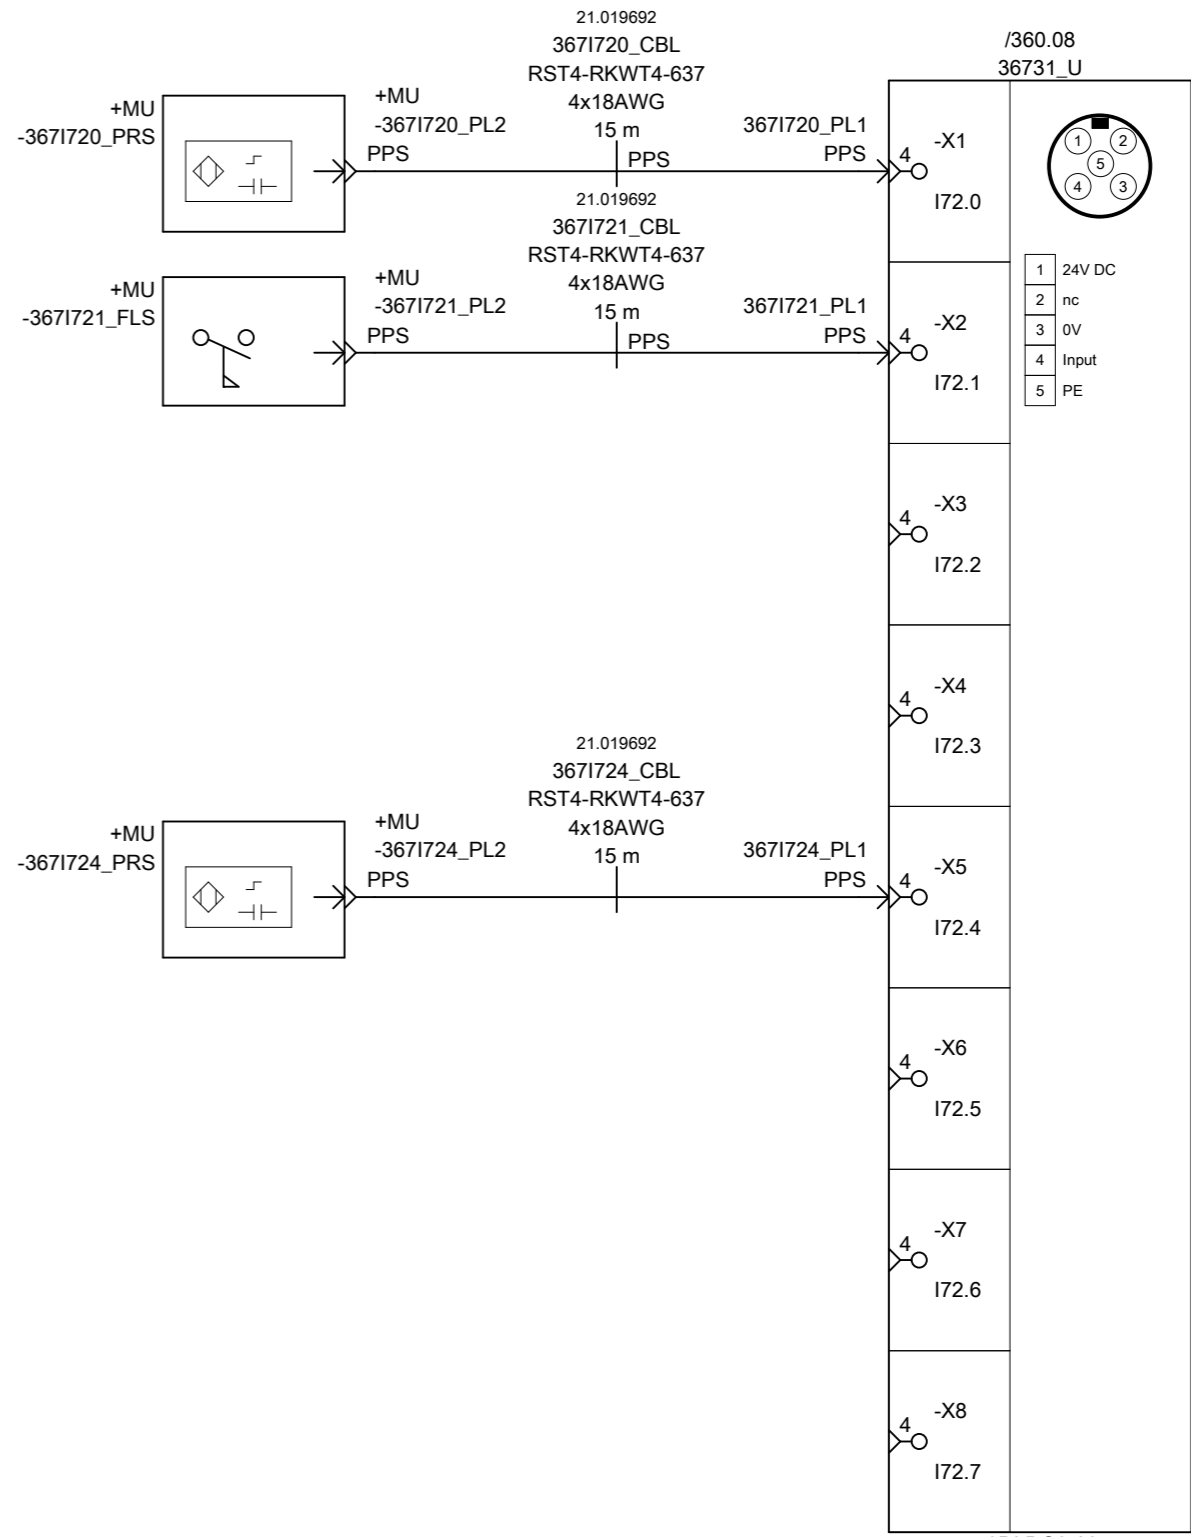 21.019692
367I720_CBL
RST4-RKWT4-637
4x18AWG
15 m
/360.08
36731_U
+MU
-367I720_PRS
+MU
-367I720_PL2
PPS
PPS
367I720_PL1
PPS
4
-X1
I72.0
1
2
5
4
3
21.019692
367I721_CBL
RST4-RKWT4-637
4x18AWG
15 m
+MU
-367I721_FLS
+MU
-367I721_PL2
PPS
PPS
367I721_PL1
PPS
4
-X2
I72.1
1 24V DC
2 nc
3 0V
4 Input
5 PE
4
-X3
I72.2
4
-X4
I72.3
21.019692
367I724_CBL
RST4-RKWT4-637
4x18AWG
15 m
+MU
-367I724_PRS
+MU
-367I724_PL2
PPS
367I724_PL1
PPS
4
-X5
I72.4
4
-X6
I72.5
4
-X7
I72.6
4
-X8
I72.7